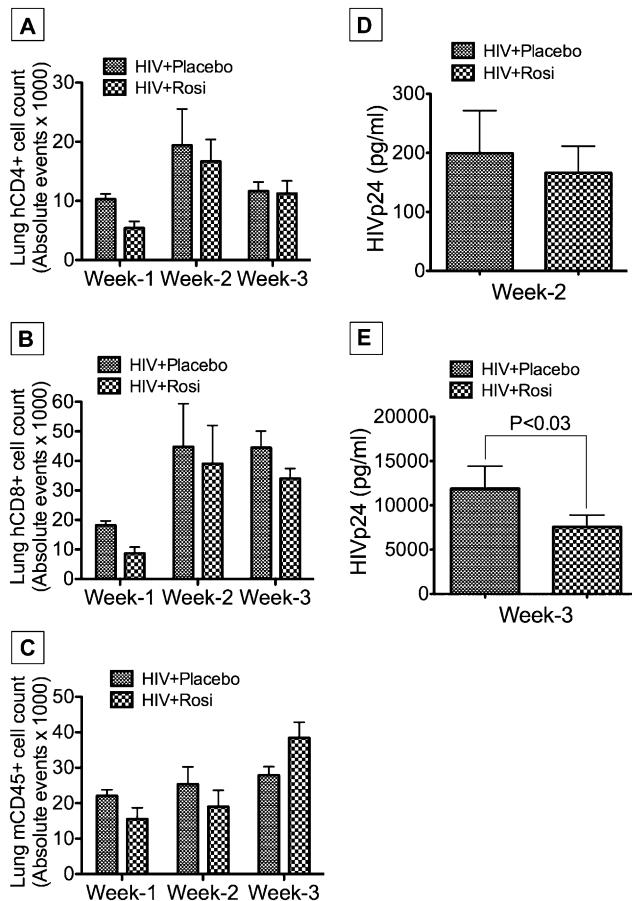 A
HIV+Placebo
HIV+Rosi
Lung hCD4+ cell count
(Absolute events x 1000)
30
20
10
0
Week-1 Week-2 Week-3
B
HIV+Placebo
HIV+Rosi
Lung hCD8+ cell count
(Absolute events x 1000)
60
50
40
30
20
10
0
Week-1 Week-2 Week-3
C
HIV+Placebo
HIV+Rosi
Lung mCD45+ cell count
(Absolute events x 1000)
50
40
30
20
10
0
Week-1 Week-2 Week-3
D
HIV+Placebo
HIV+Rosi
HIVp24 (pg/ml)
300
200
100
0
Week-2
E
HIV+Placebo
HIV+Rosi
HIVp24 (pg/ml)
20000
15000
10000
5000
0
P<0.03
Week-3